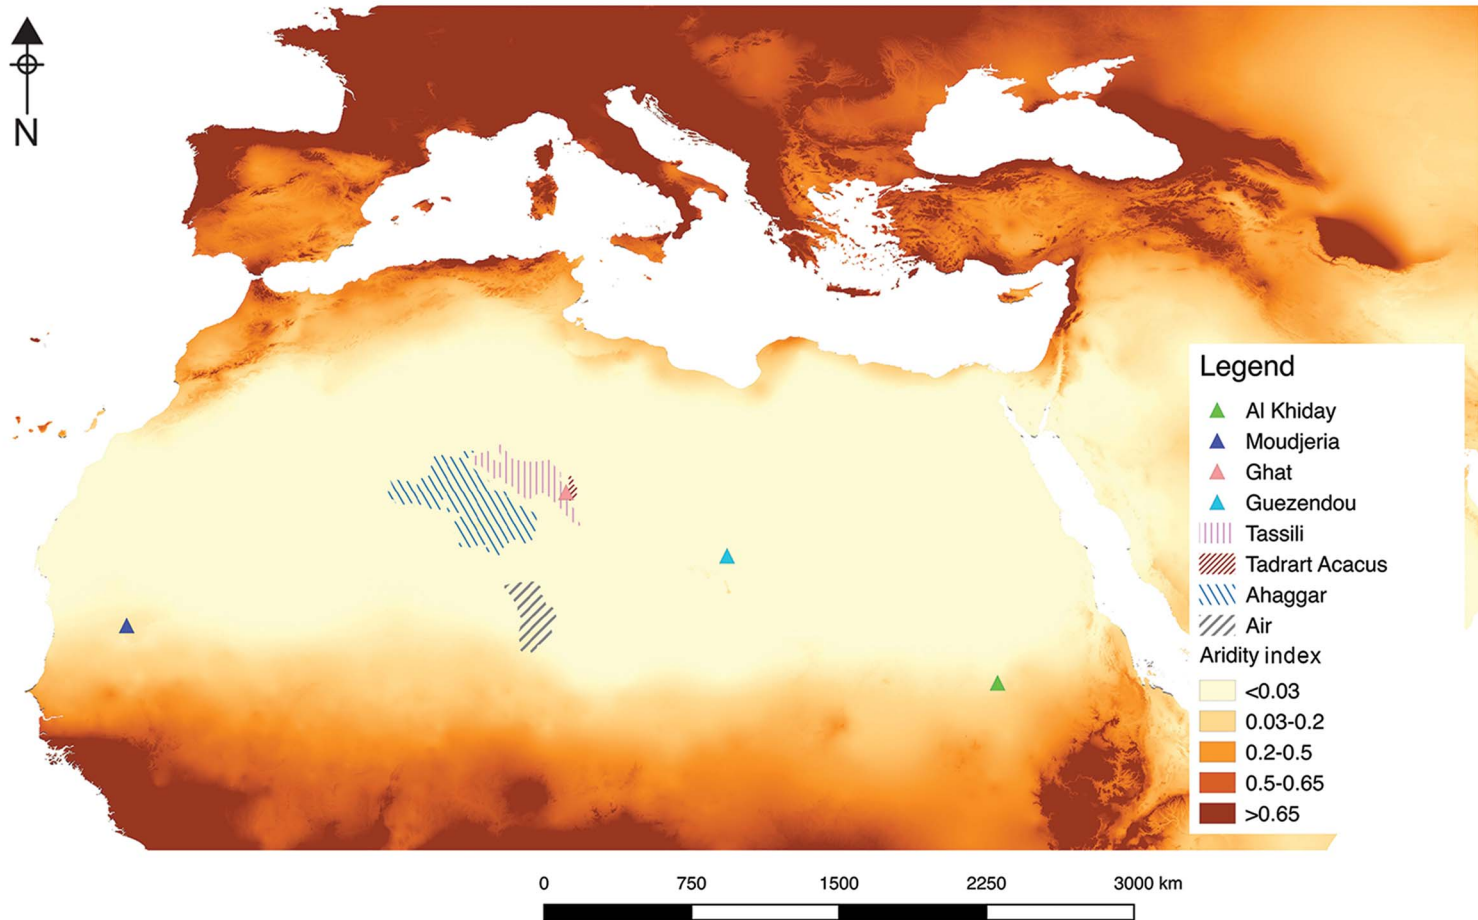 N
Legend
Al Khiday
Moudjeria
Ghat
Guezendou
Tassili
Tadrart Acacus
Ahaggar
Air
Aridity index
<0.03
0.03-0.2
0.2-0.5
0.5-0.65
>0.65
0 750 1500 2250 3000 km